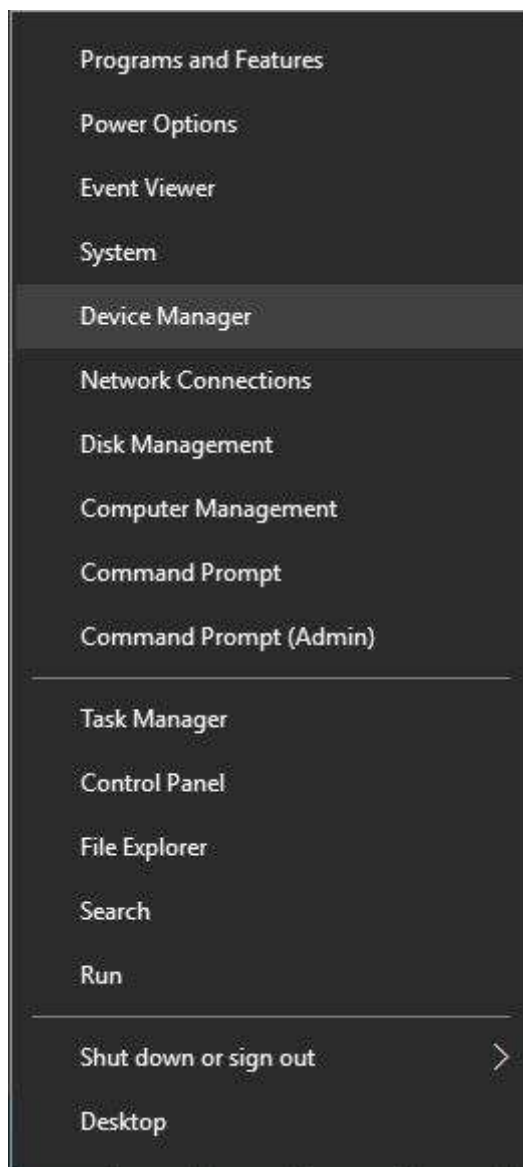 Programs and Features
Power Options
Event Viewer
System
Device Manager
Network Connections
Disk Management
Computer Management
Command Prompt
Command Prompt (Admin)
Task Manager
Control Panel
File Explorer
Search
Run
Shut down or sign out
Desktop